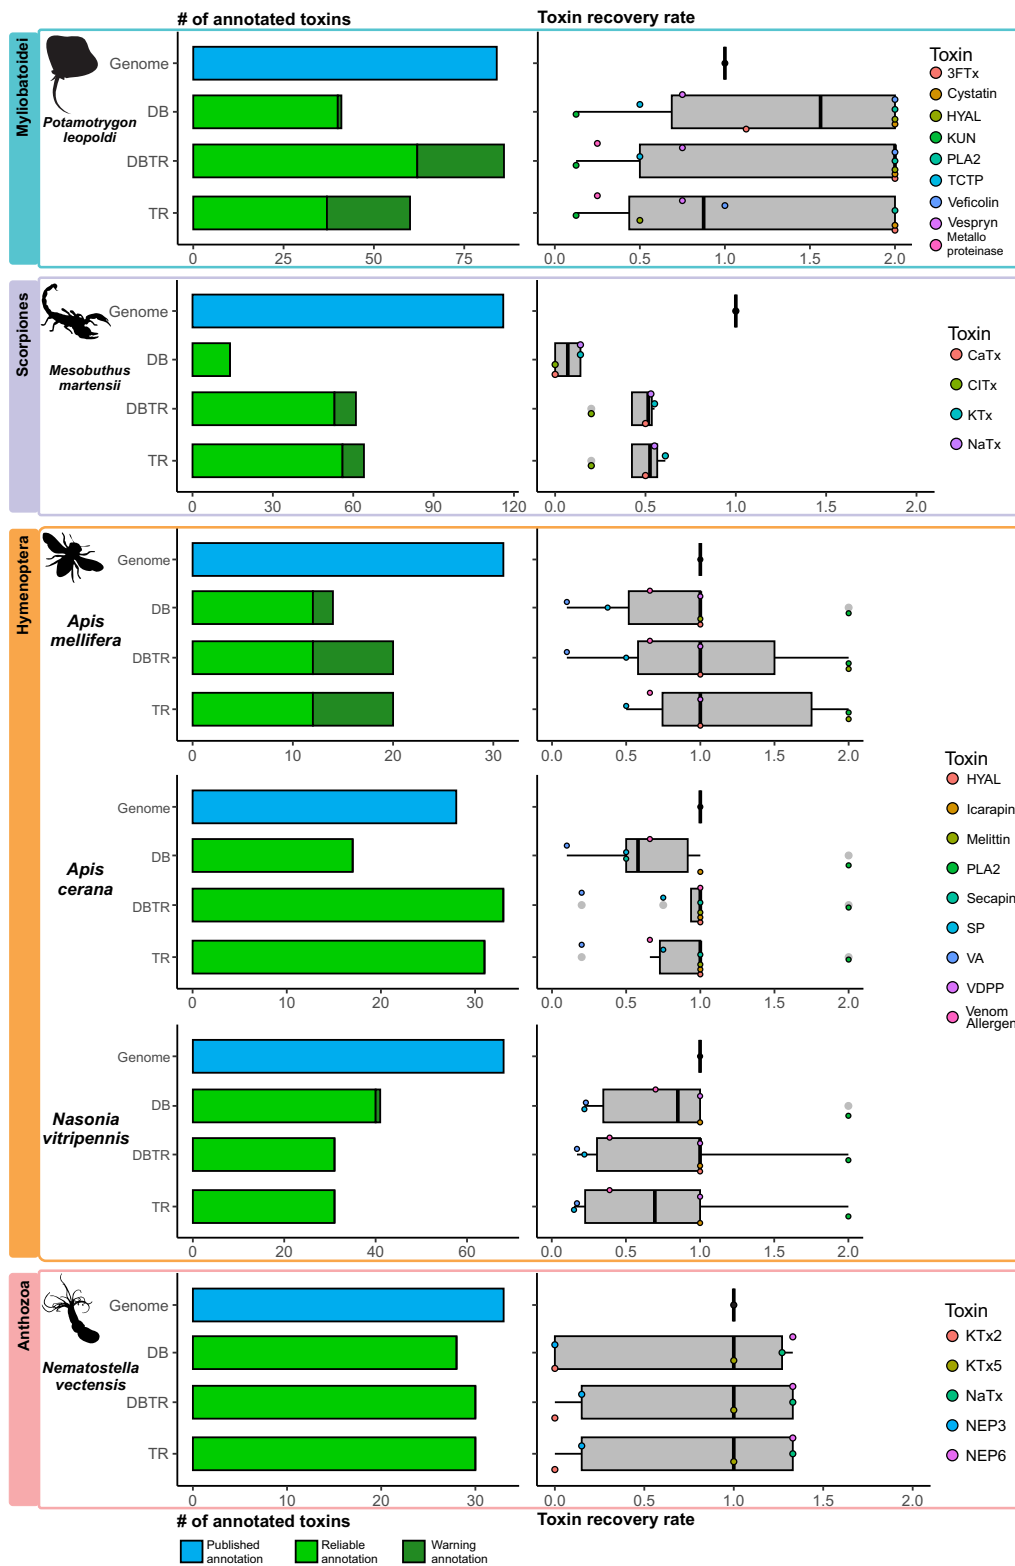 # of annotated toxins
Toxin recovery rate
Myliobatoidei
Potamotrygon
leopoldi
Genome
DB
DBTR
TR
0 25 50 75
0.0 0.5 1.0 1.5 2.0
Toxin
3FTx
Cystatin
HYAL
KUN
PLA2
TCTP
Veficolin
Vespryn
Metallo
proteinase
Scorpiones
Mesobuthus
martensii
Genome
DB
DBTR
TR
0 30 60 90 120
0.0 0.5 1.0 1.5 2.0
Toxin
CaTx
ClTx
KTx
NaTx
Hymenoptera
Apis
mellifera
Genome
DB
DBTR
TR
0 10 20 30
0.0 0.5 1.0 1.5 2.0
Apis
cerana
Genome
DB
DBTR
TR
0 10 20 30
0.0 0.5 1.0 1.5 2.0
Toxin
HYAL
Icarapin
Melittin
PLA2
Secapin
SP
VA
VDPP
Venom
Allergen
Nasonia
vitripennis
Genome
DB
DBTR
TR
0 20 40 60
0.0 0.5 1.0 1.5 2.0
Anthozoa
Nematostella
vectensis
Genome
DB
DBTR
TR
0 10 20 30
0.0 0.5 1.0 1.5 2.0
Toxin
KTx2
KTx5
NaTx
NEP3
NEP6
# of annotated toxins
Toxin recovery rate
Published
annotation
Reliable
annotation
Warning
annotation